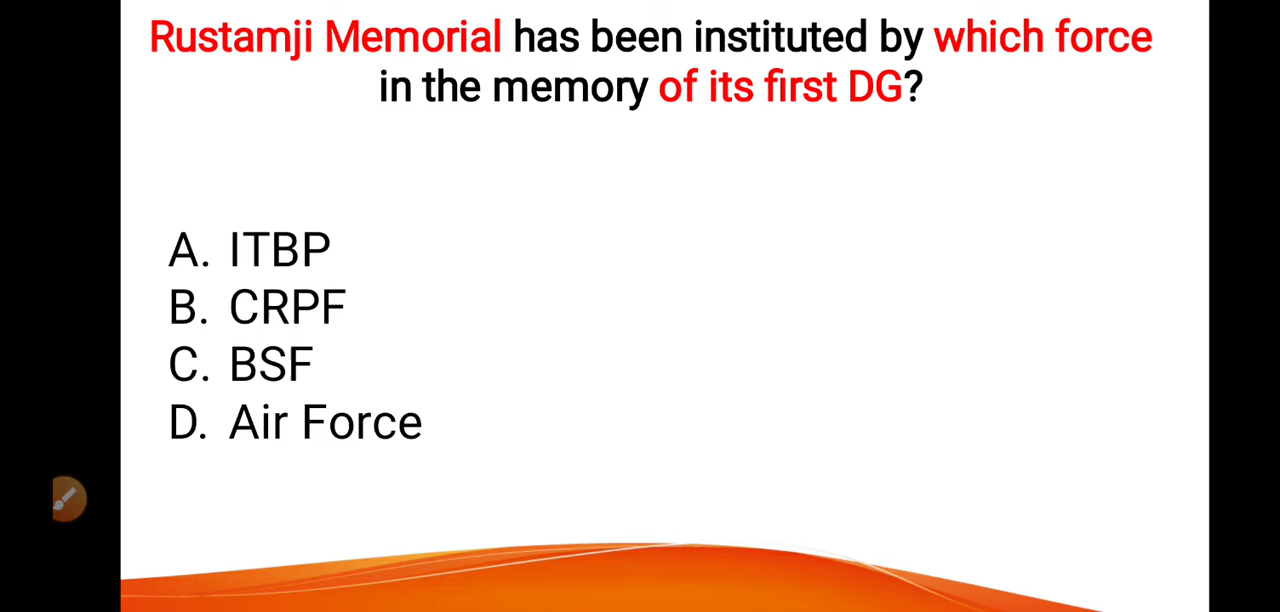 Rustamji Memorial has been instituted by which force
in the memory of its first DG?
A. ITBP
B. CRPF
C. BSF
D. Air Force